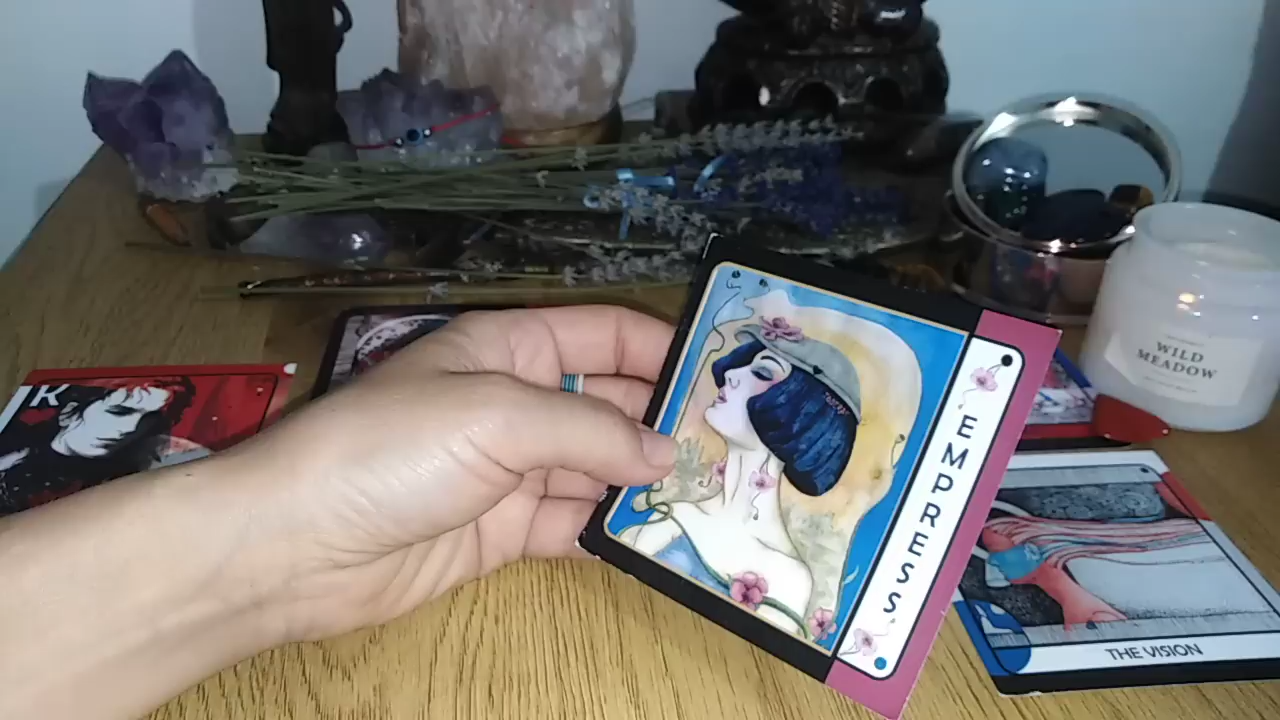 WILD
MEADOW
K
EMPRESS
THE VISION